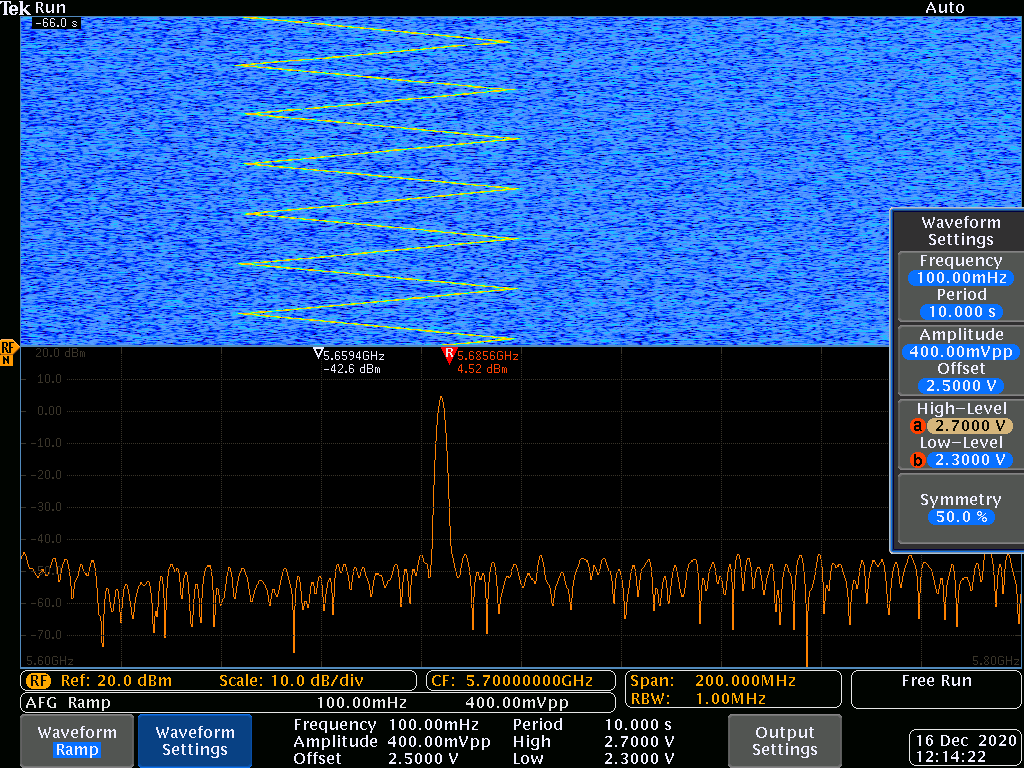 Tek Run Auto
-66.0 s
Waveform
Settings
Frequency
100.00mHz
Period
10.000 s
Amplitude
400.00mVpp
Offset
2.5000 V
High-Level
a 2.7000 V
Low-Level
b 2.3000 V
Symmetry
50.0 %
RF
N
20.0 dBm
5.6594GHz
-42.6 dBm
R 5.6856GHz
4.52 dBm
10.0
0.00
-10.0
-20.0
-30.0
-40.0
-60.0
-70.0
5.60GHz 5.80GHz
RF Ref: 20.0 dBm Scale: 10.0 dB/div
CF: 5.70000000GHz
Span: 200.000MHz
RBW: 1.00MHz
Free Run
AFG Ramp 100.00mHz 400.00mVpp
Waveform
Ramp
Waveform
Settings
Frequency 100.00mHz Period 10.000 s
Amplitude 400.00mVpp High 2.7000 V
Offset 2.5000 V Low 2.3000 V
Output
Settings
16 Dec 2020
12:14:22